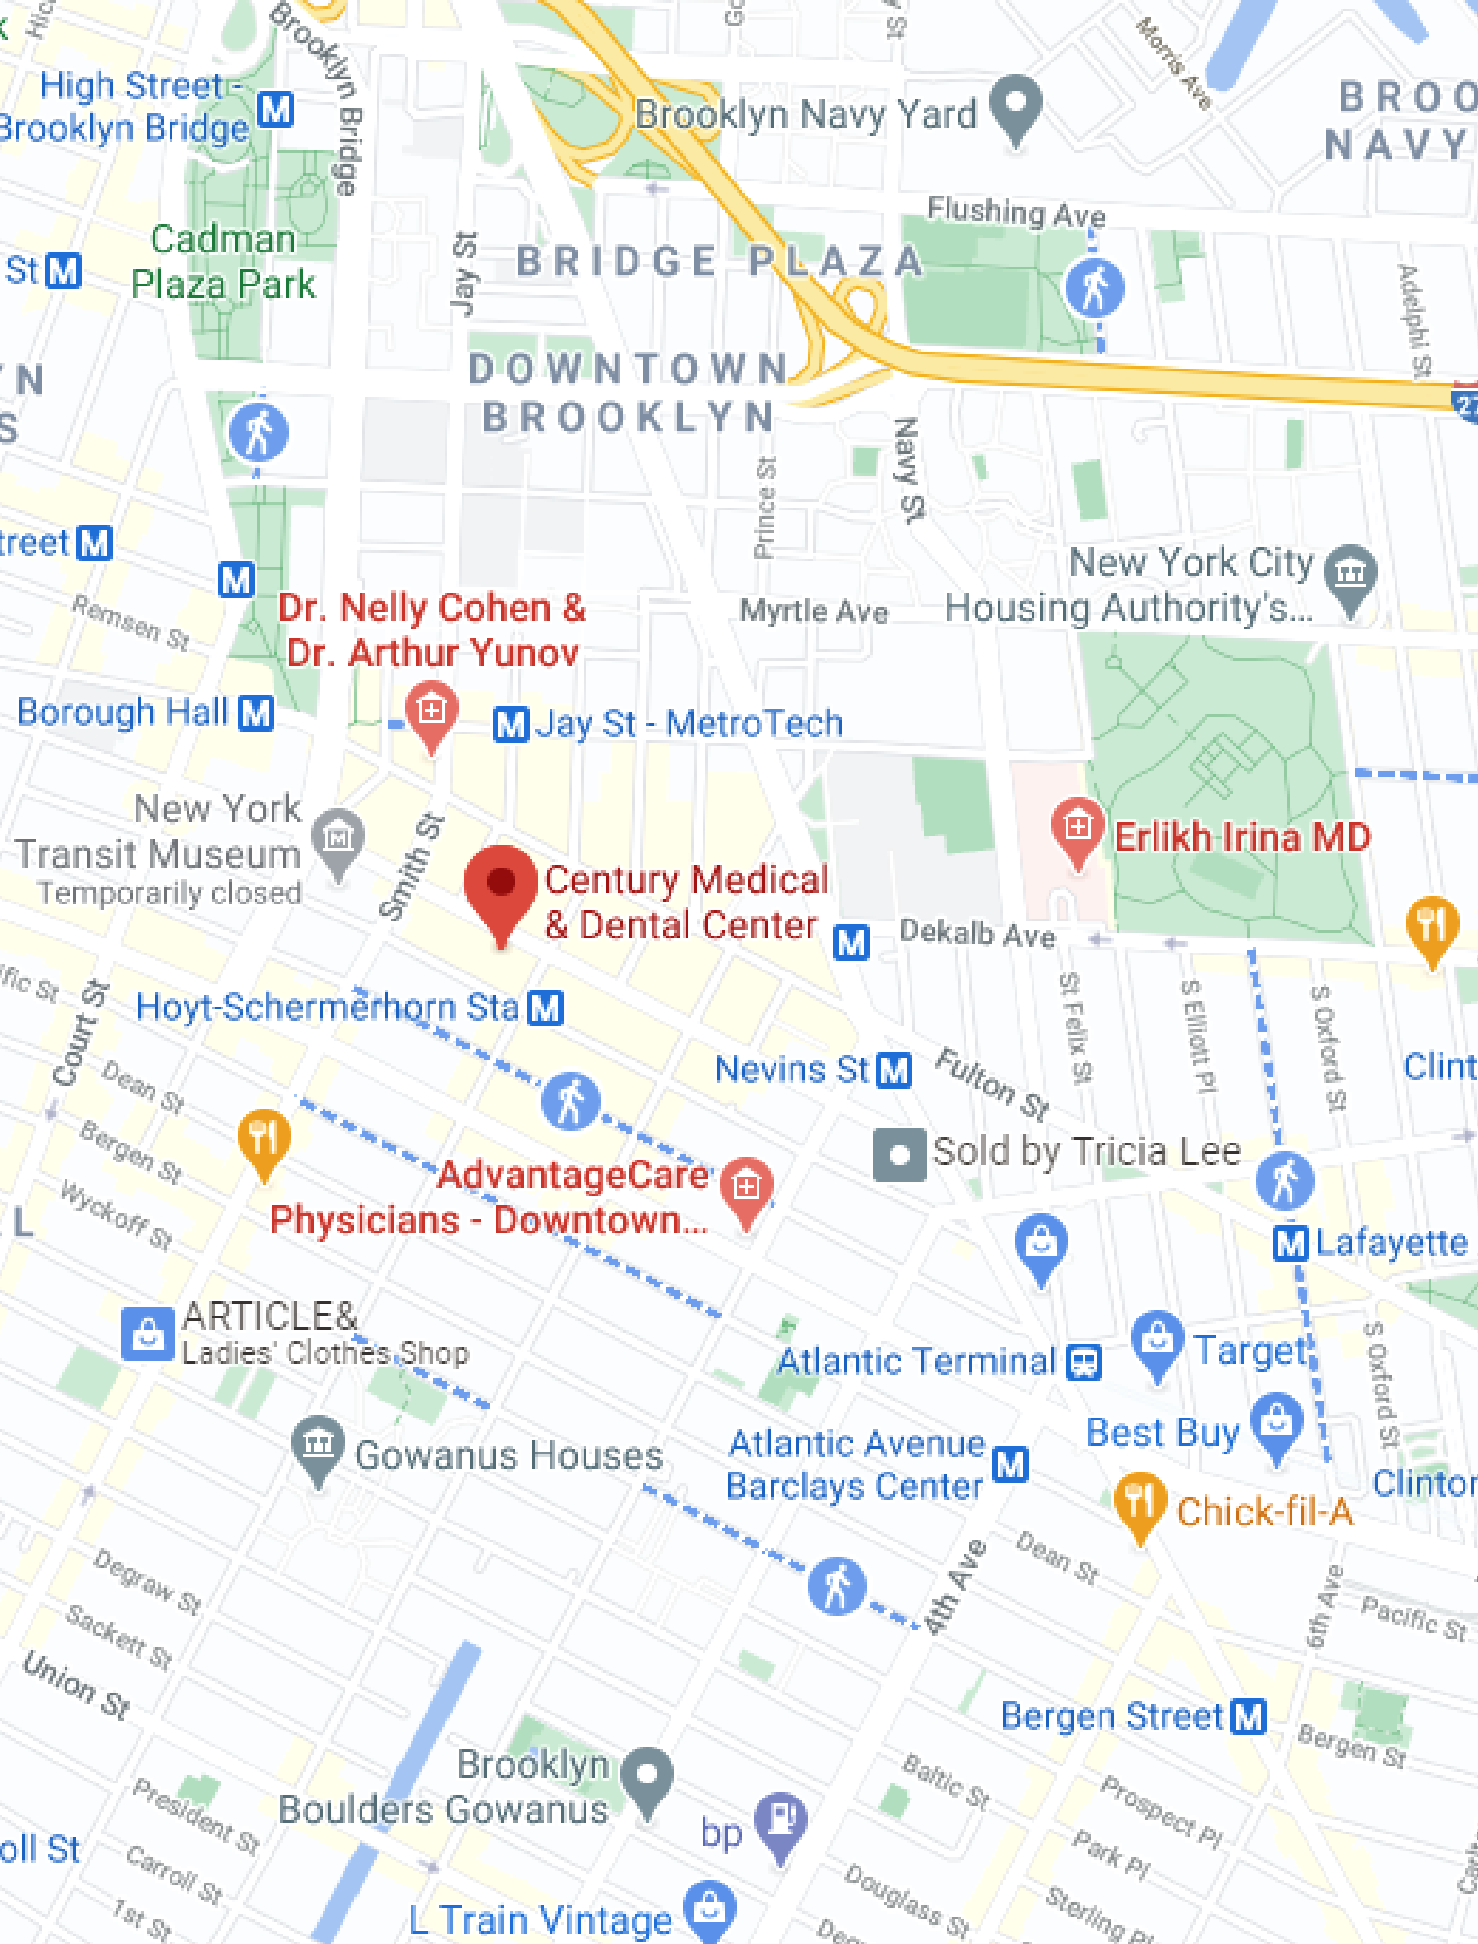 Brooklyn Bridge
High Street -
Brooklyn Bridge
Morris Ave
Brooklyn Navy Yard
BROO
NAVY
Flushing Ave
Cadman
Plaza Park
St
Jay St
BRIDGE PLAZA
Adelphi St
DOWNTOWN
BROOKLYN
Navy St
Prince St
treet
New York City
Housing Authority's...
Remsen St
Dr. Nelly Cohen &
Dr. Arthur Yunov
Myrtle Ave
Borough Hall
Jay St - MetroTech
New York
Transit Museum
Temporarily closed
Smith St
Erlikh Irina MD
Century Medical
& Dental Center
Dekalb Ave
ific St
Court St
Hoyt-Schermerhorn Sta
St Felix St
S Elliott Pl
S Oxford St
Nevins St
Fulton St
Clint
Dean St
Bergen St
Wyckoff St
Sold by Tricia Lee
AdvantageCare
Physicians - Downtown...
L
Lafayette
ARTICLE&
Ladies' Clothes Shop
Atlantic Terminal
Target
S Oxford St
Gowanus Houses
Atlantic Avenue
Barclays Center
Best Buy
Clinton
Chick-fil-A
Dean St
4th Ave
6th Ave
Pacific St
Degraw St
Sackett St
Union St
Bergen Street
Bergen St
Brooklyn
Boulders Gowanus
Baltic St
Prospect Pl
Park Pl
President St
bp
oll St
Carroll St
Douglass St
Sterling Pl
1st St
L Train Vintage